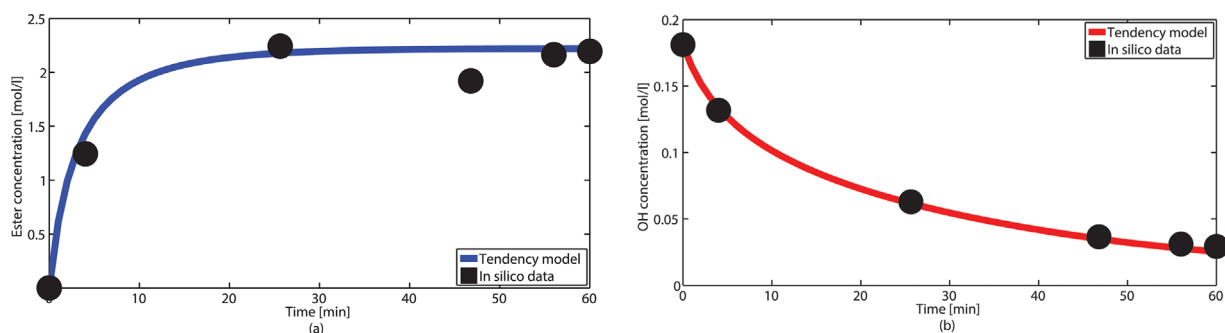 2.5
2
1.5
1
0.5
0
10
20
30
40
50
60
Ester concentration [mol/l]
Time [min]
Tendency model
In silico data
(a)
0.2
0.15
0.1
0.05
0
0
10
20
30
40
50
60
OH concentration [mol/l]
Time [min]
Tendency model
In silico data
(b)